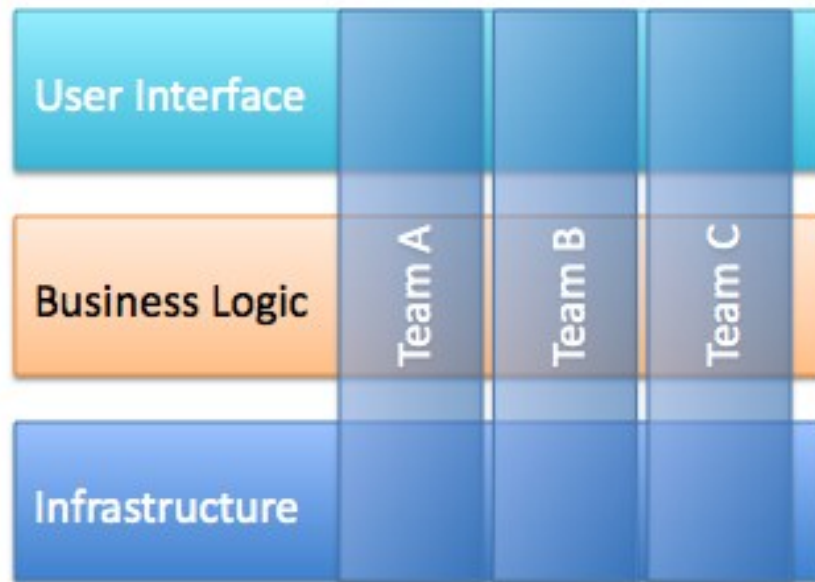 User Interface
Business Logic
Infrastructure
Team A
Team B
Team C